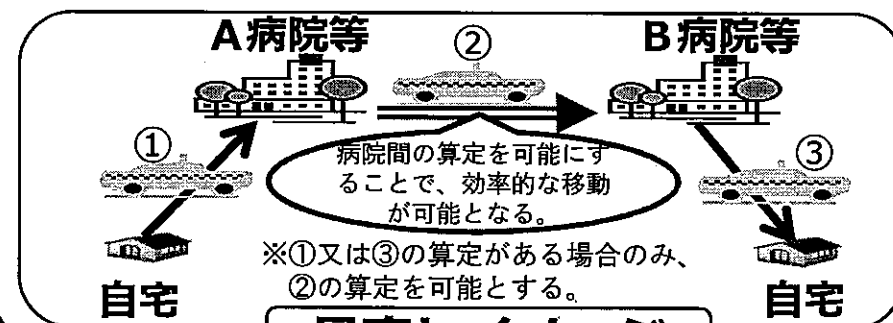 A病院等
②
B病院等
①
病院間の算定を可能にす
ることで、効率的な移動
が可能となる。
③
※①又は③の算定がある場合のみ、
②の算定を可能とする。
自宅
自宅